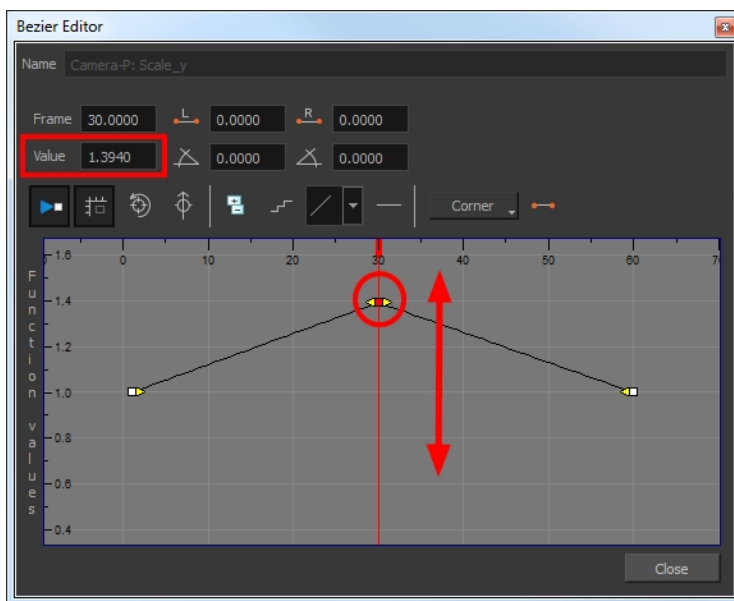 Bezier Editor
Name Camera-P: Scale_y
Frame 30.0000 L 0.0000 R 0.0000
Value 1.3940 0.0000 0.0000
Corner
0 10 20 30 40 50 60 7
1.6
1.4
1.2
1.0
0.8
0.6
0.4
Function values
Close